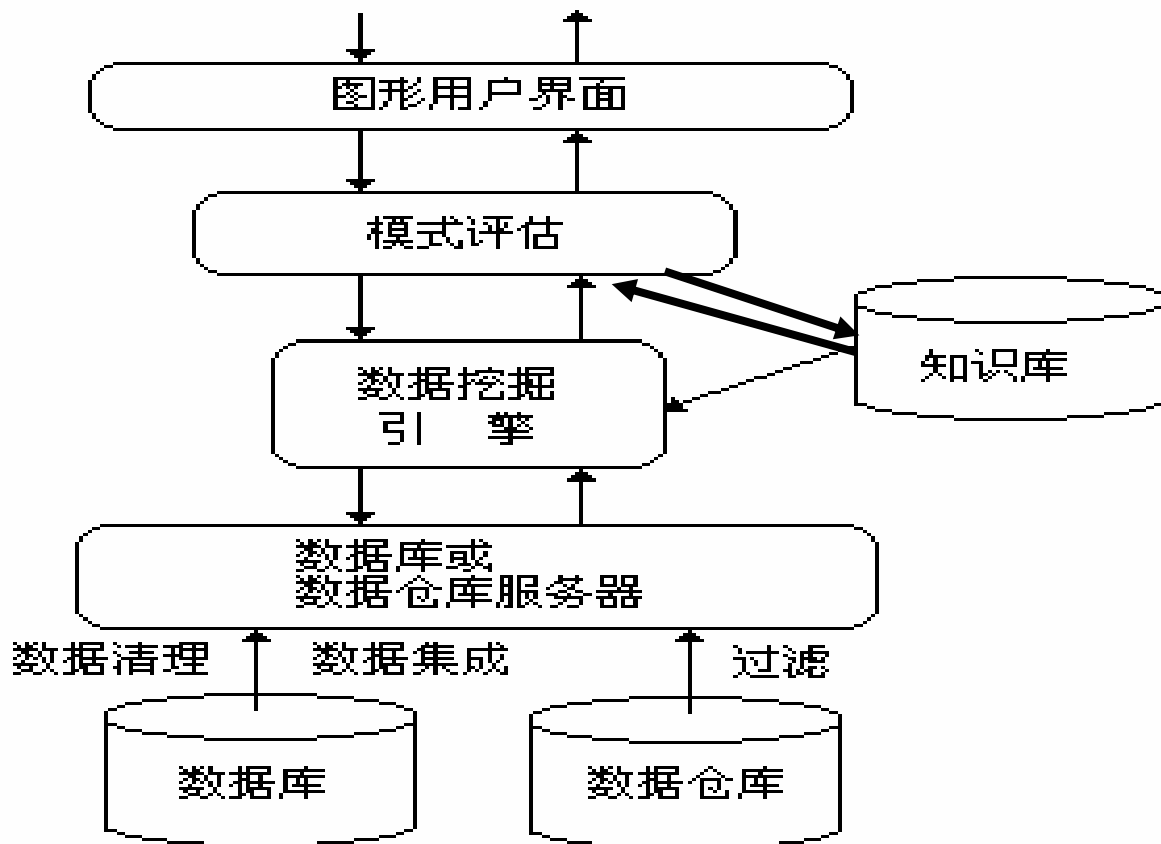 图形用户界面
模式评估
知识库
数据挖掘
引 擎
数据库或
数据仓库服务器
数据清理 数据集成 过滤
数据库 数据仓库